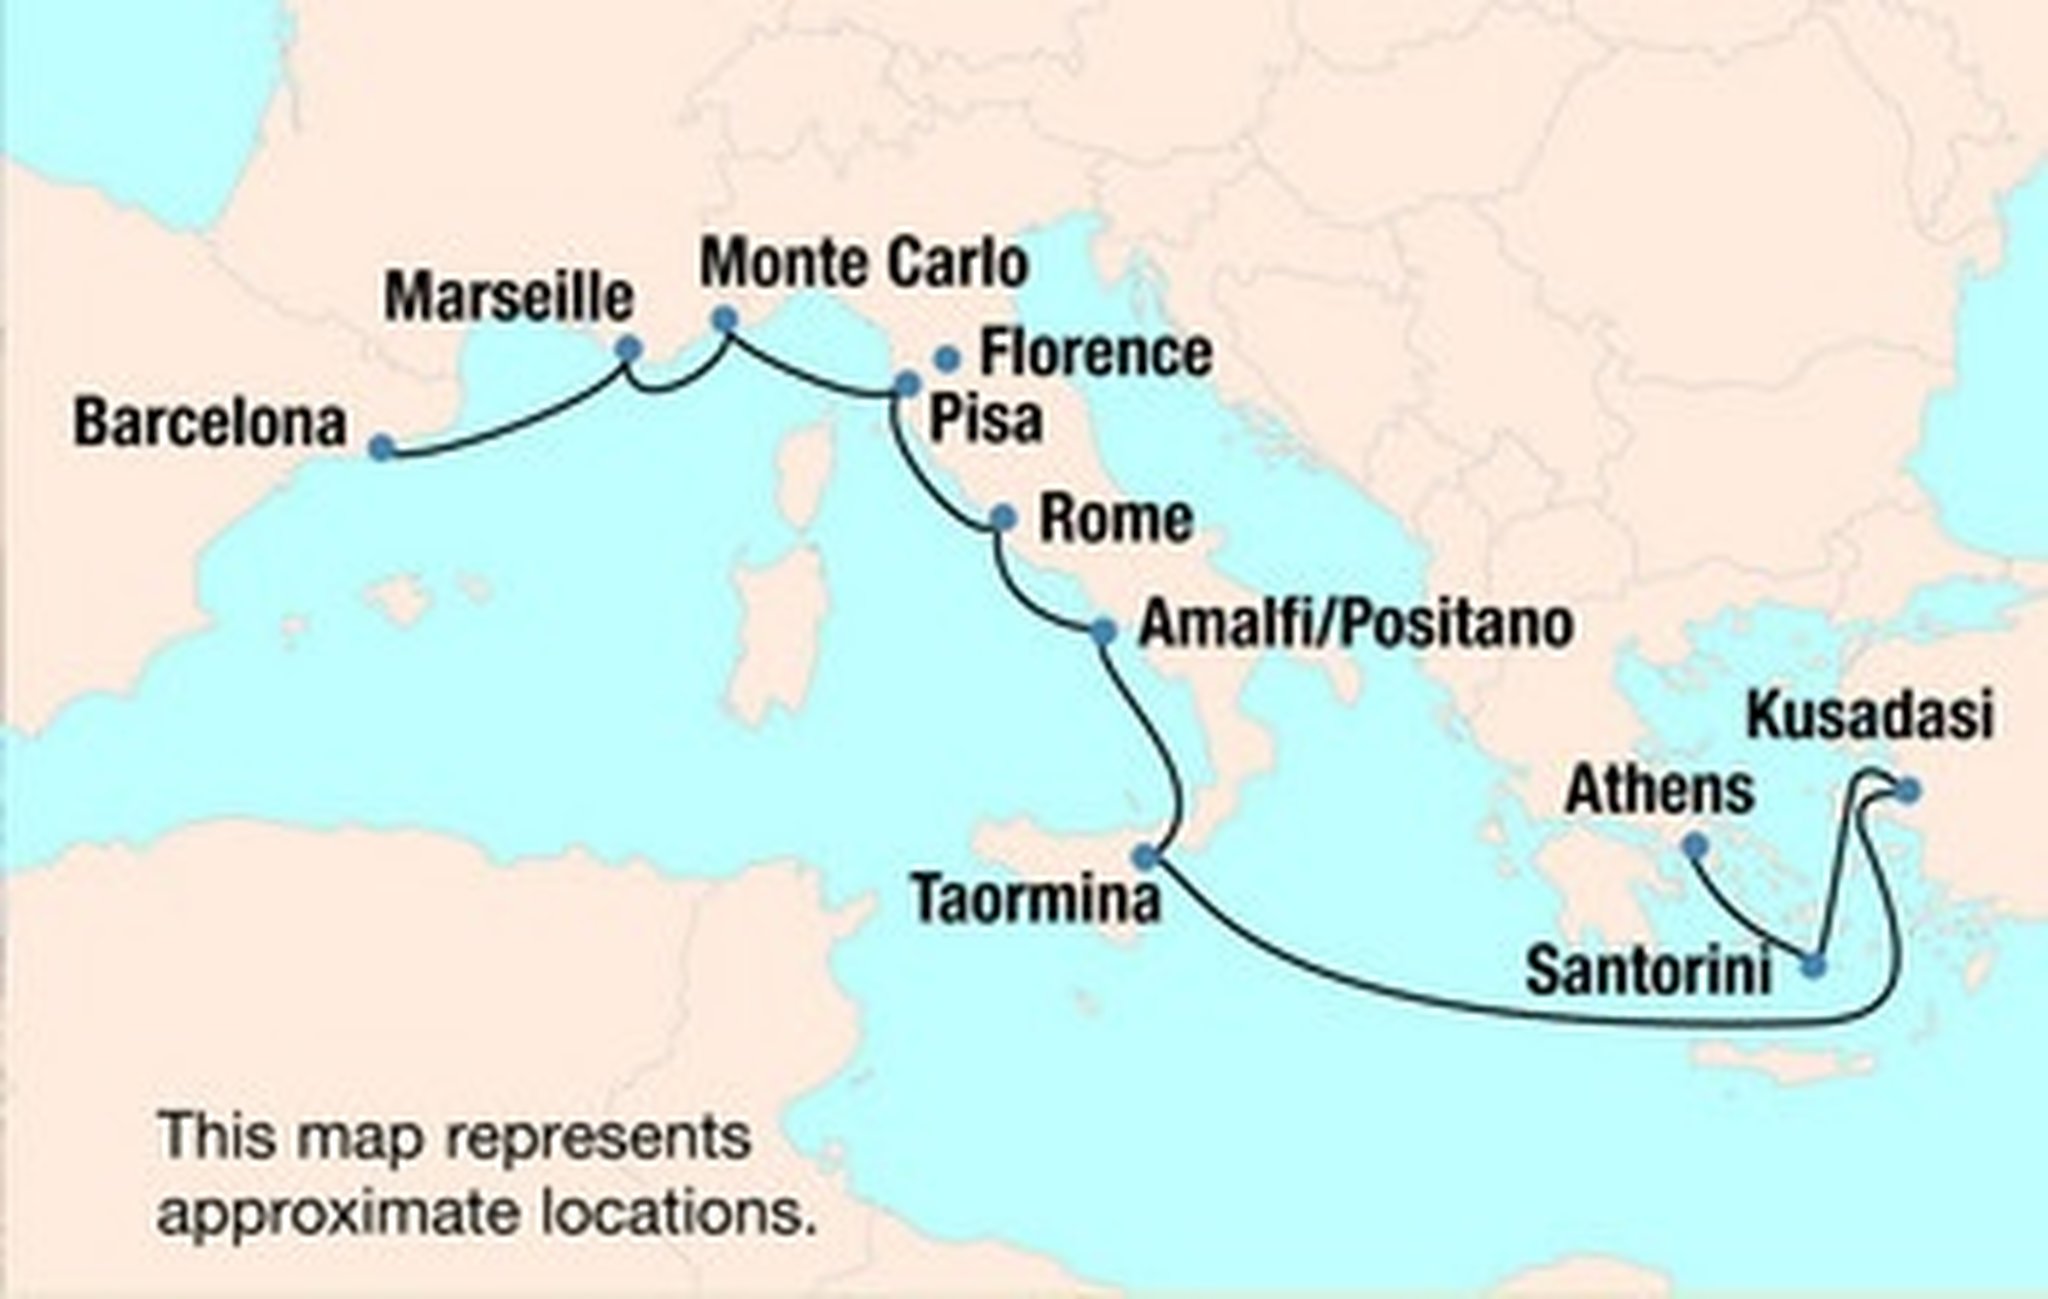 Monte Carlo
Marseille
Florence
Pisa
Barcelona
Rome
Amalfi/Positano
Kusadasi
Athens
Taormina
Santorini
This map represents
approximate locations.